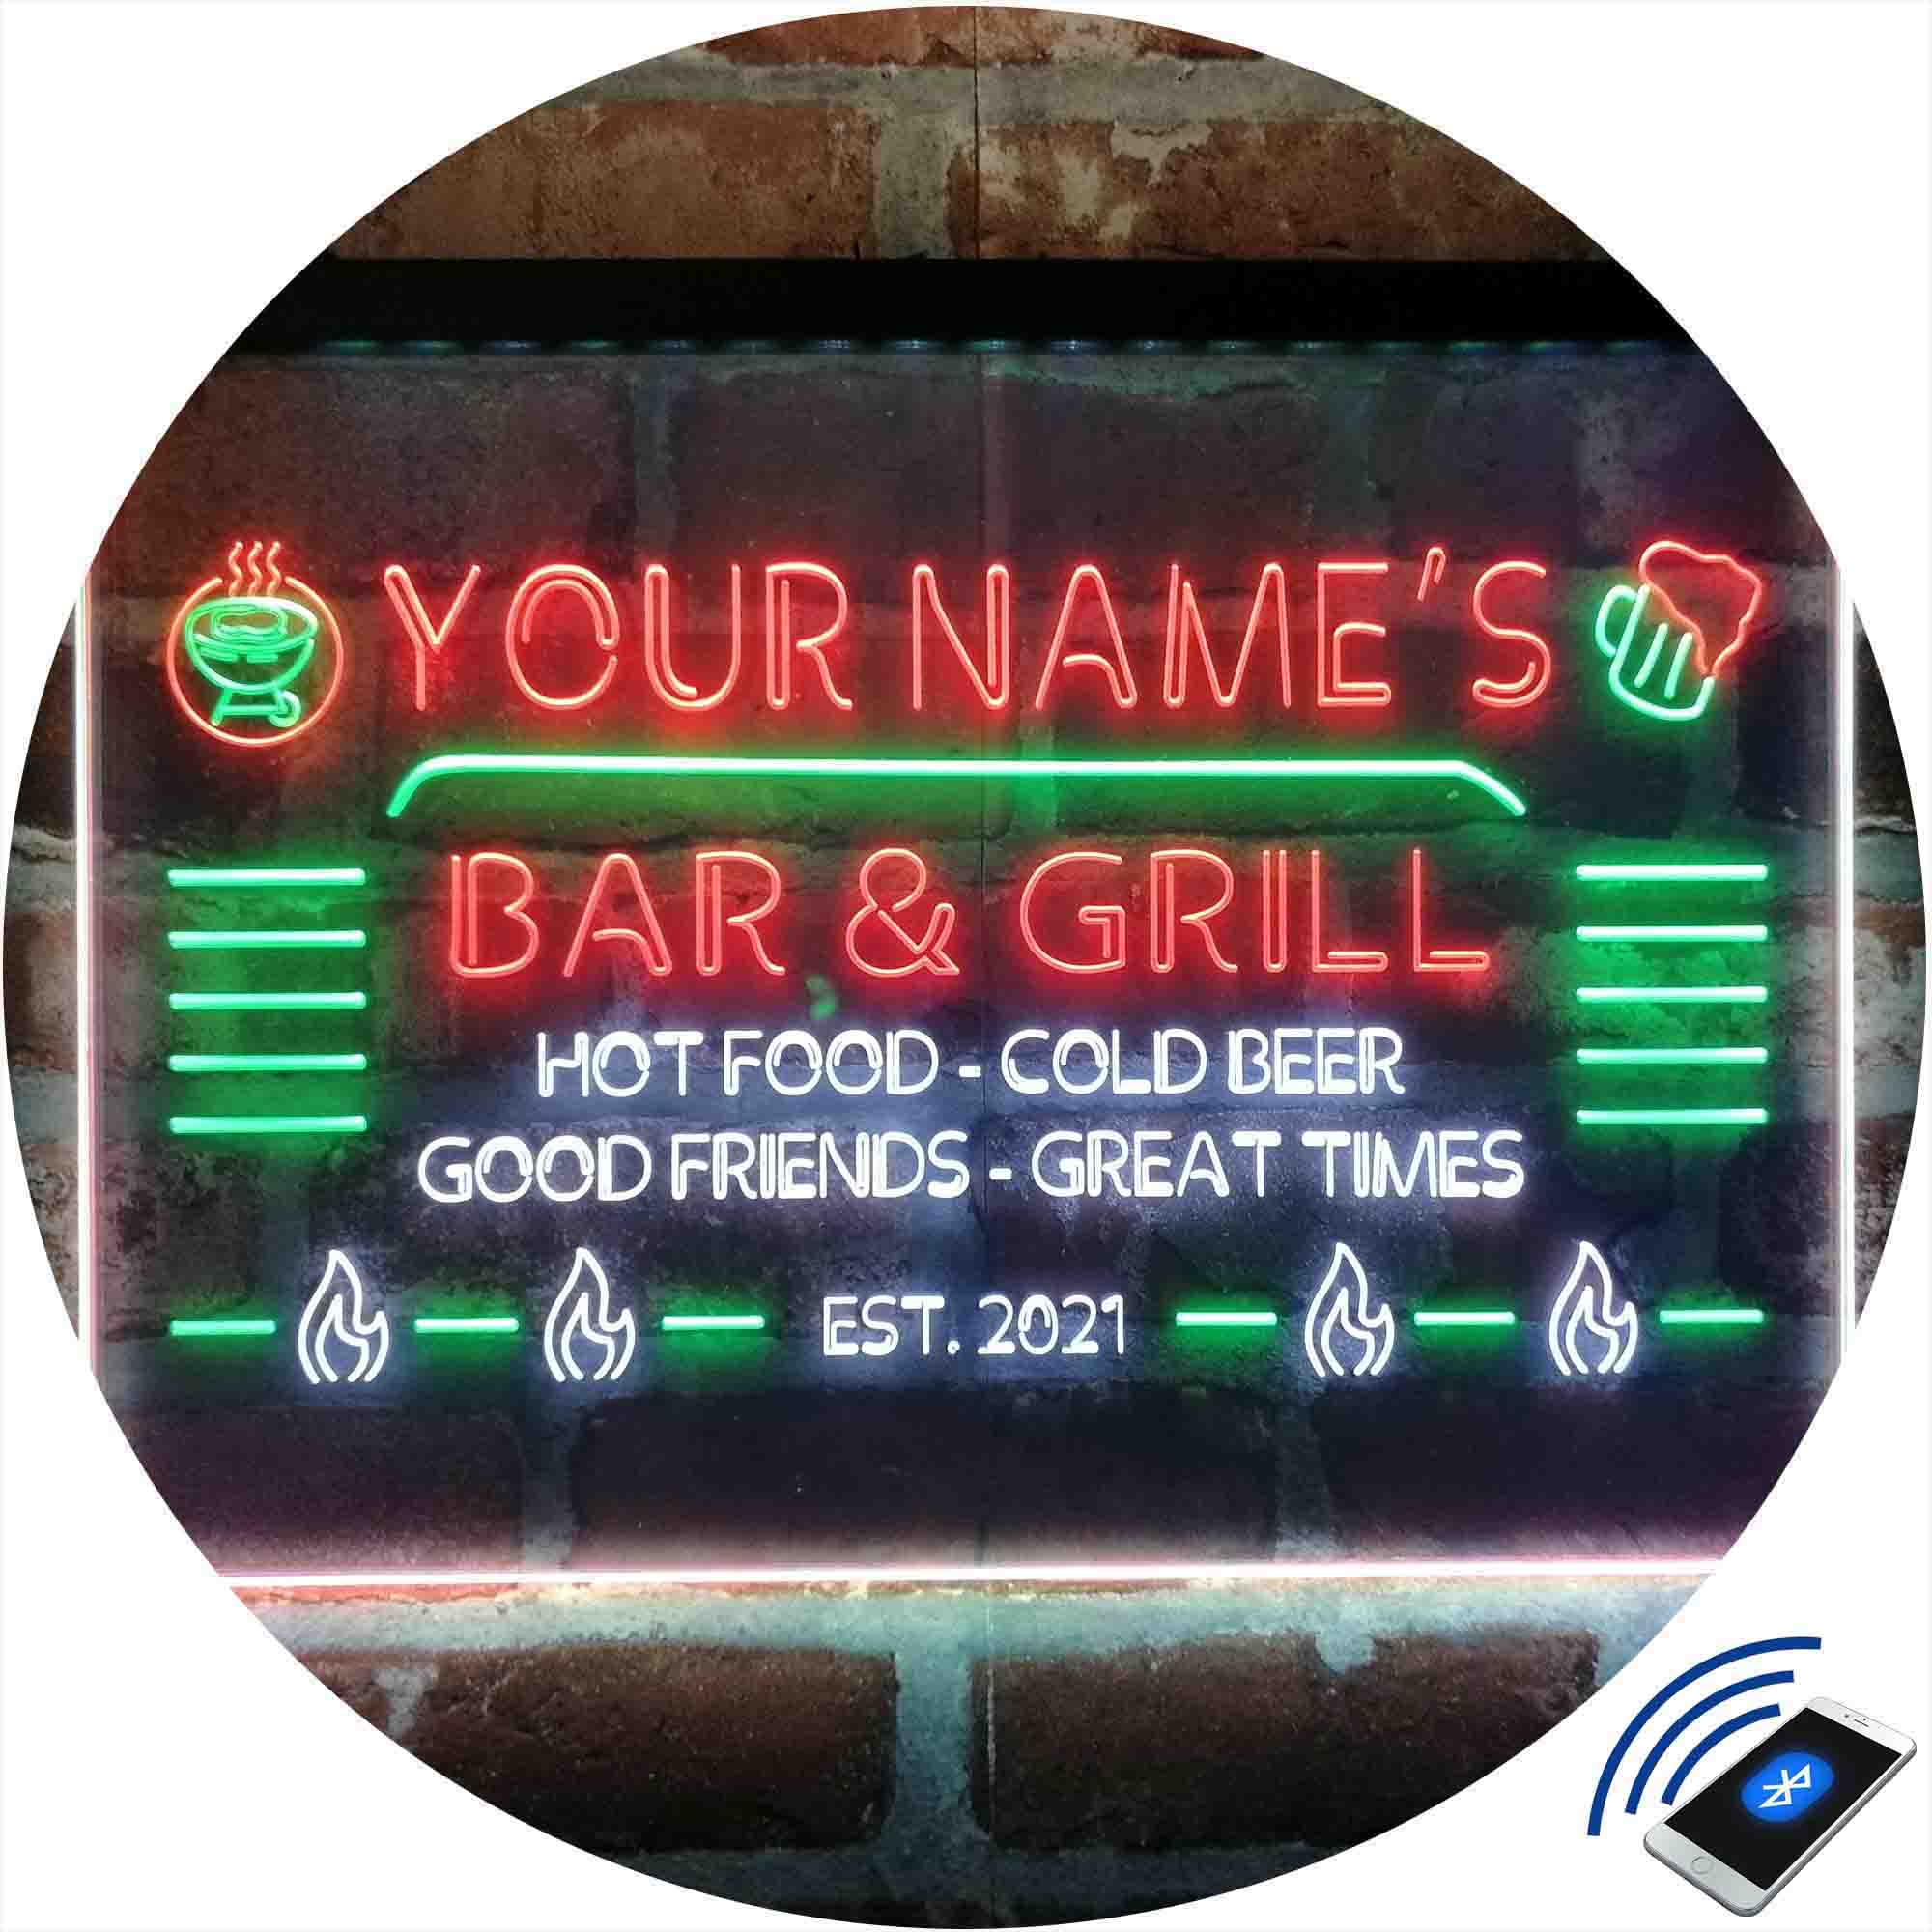 YOUR NAME'S
BAR & GRILL
HOT FOOD - COLD BEER
GOOD FRIENDS - GREAT TIMES
EST. 2021